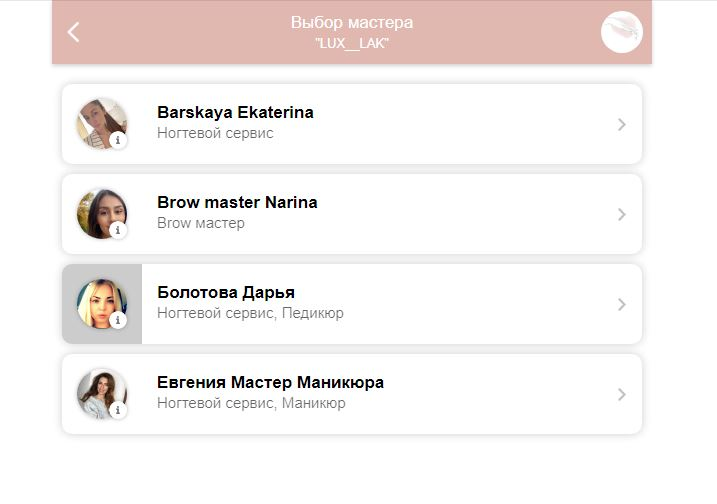 Выбор мастера
"LUX__LAK"
Barskaya Ekaterina
Ногтевой сервис
i
Brow master Narina
Brow мастер
i
Болотова Дарья
Ногтевой сервис, Педикюр
i
Евгения Мастер Маникюра
Ногтевой сервис, Маникюр
i